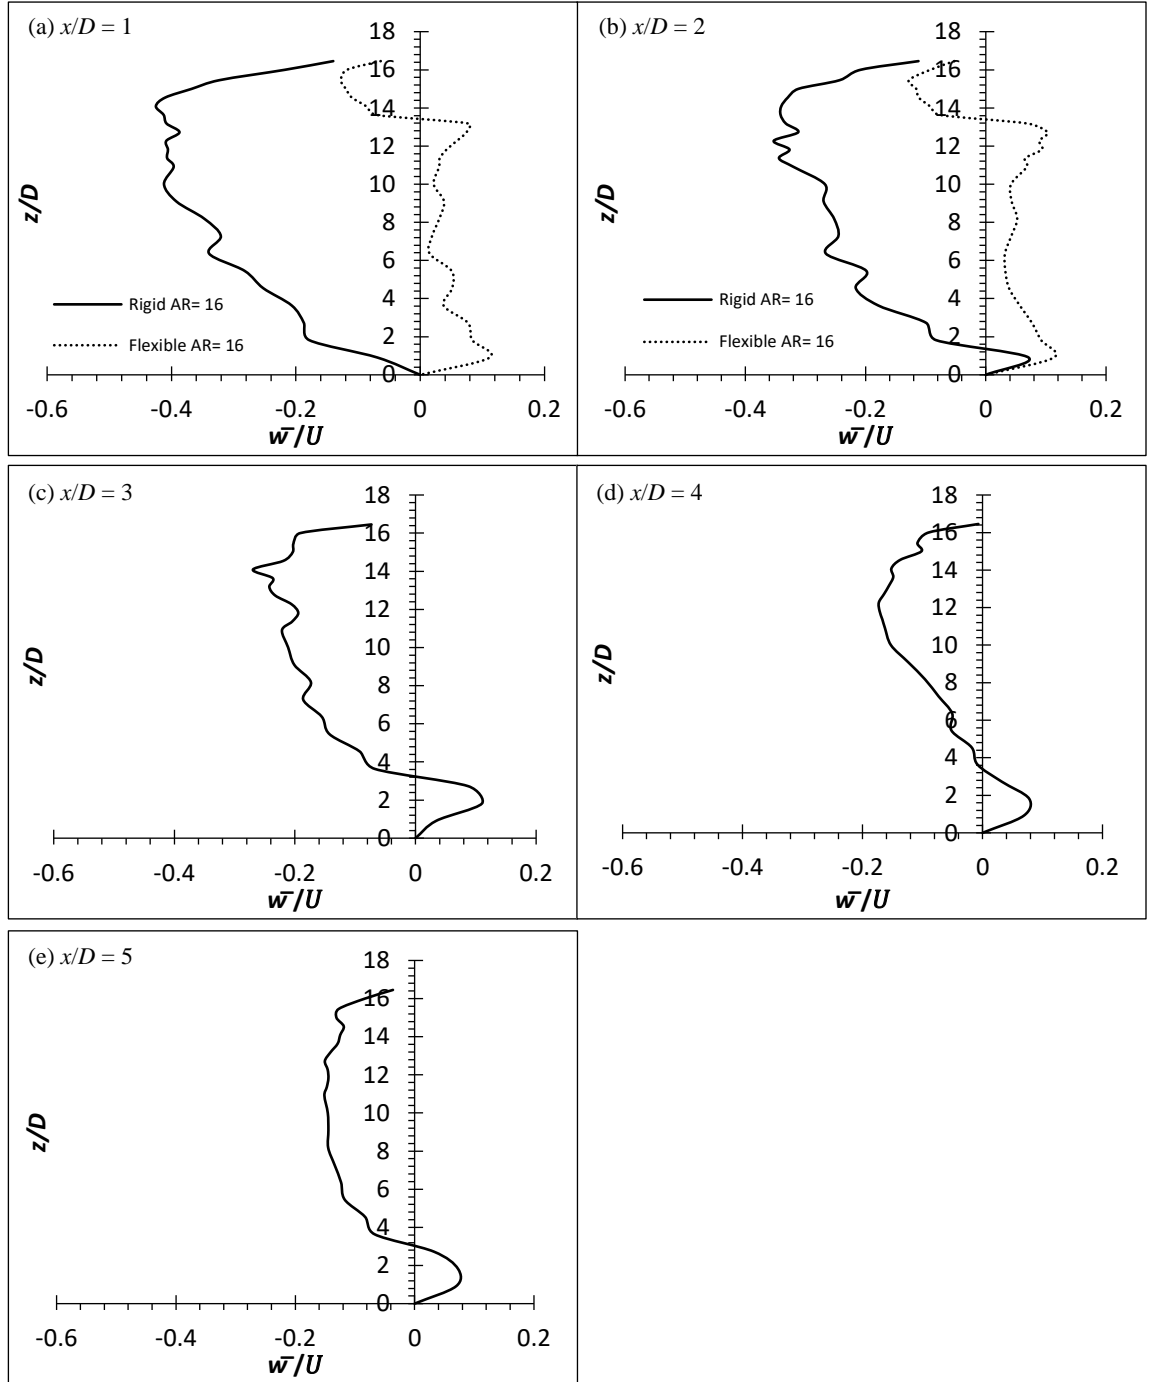 (a) x/D = 1
18
16
14
12
10
8
6
4
2
0
z/D
Rigid AR= 16
Flexible AR= 16
-0.6 -0.4 -0.2 0 0.2
w̅/U
(b) x/D = 2
18
16
14
12
10
8
6
4
2
0
z/D
Rigid AR= 16
Flexible AR= 16
-0.6 -0.4 -0.2 0 0.2
w̅/U
(c) x/D = 3
18
16
14
12
10
8
6
4
2
0
z/D
-0.6 -0.4 -0.2 0 0.2
w̅/U
(d) x/D = 4
18
16
14
12
10
8
6
4
2
0
z/D
-0.6 -0.4 -0.2 0 0.2
w̅/U
(e) x/D = 5
18
16
14
12
10
8
6
4
2
0
z/D
-0.6 -0.4 -0.2 0 0.2
w̅/U